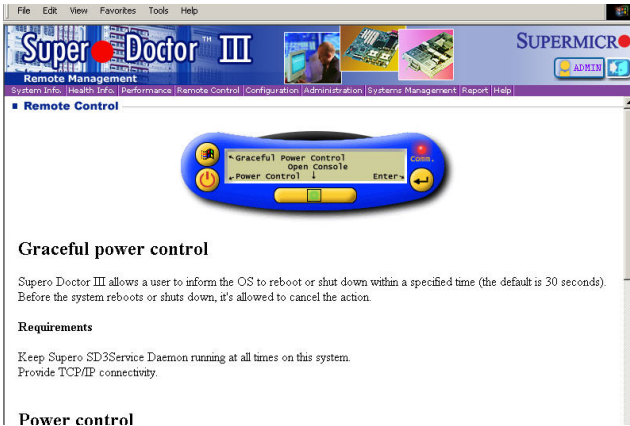 File Edit View Favorites Tools Help
Super Doctor™ III
Remote Management
SUPERMICR
ADMIN
System Info. Health Info. Performance Remote Control Configuration Administration Systems Management Report Help
Remote Control
Graceful Power Control
Open Console
Power Control ↓ Enter
Comm.
Graceful power control
Supero Doctor III allows a user to inform the OS to reboot or shut down within a specified time (the default is 30 seconds).
Before the system reboots or shuts down, it's allowed to cancel the action.
Requirements
Keep Supero SD3Service Daemon running at all times on this system.
Provide TCP/IP connectivity.
Power control